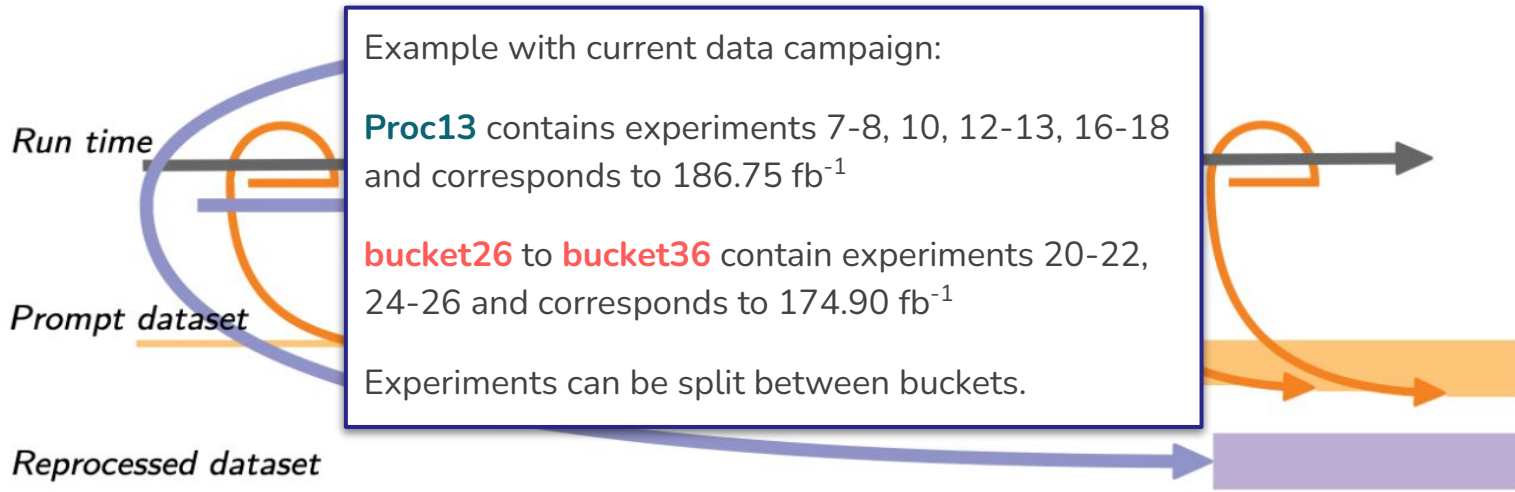 Example with current data campaign:
Proc13 contains experiments 7-8, 10, 12-13, 16-18
and corresponds to 186.75 fb⁻¹
bucket26 to bucket36 contain experiments 20-22,
24-26 and corresponds to 174.90 fb⁻¹
Experiments can be split between buckets.
Run time
Prompt dataset
Reprocessed dataset